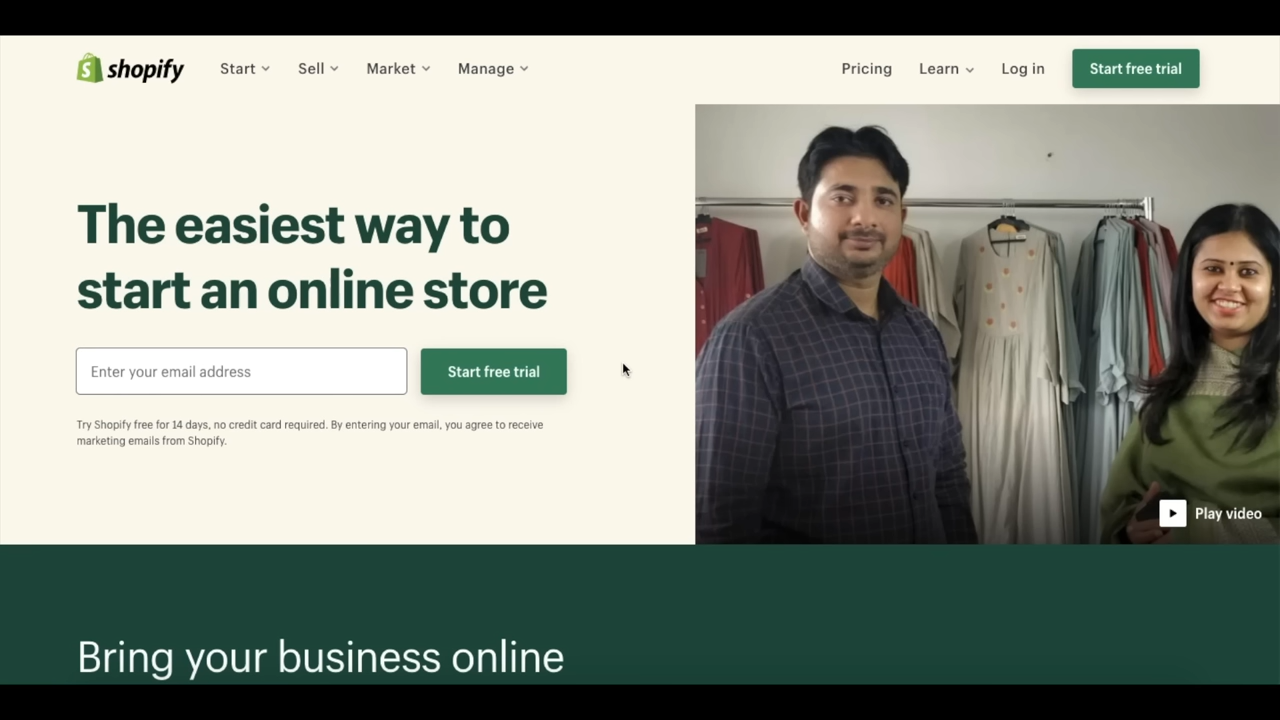 shopify Start Sell Market Manage Pricing Learn Log in Start free trial
The easiest way to
start an online store
Enter your email address Start free trial
Try Shopify free for 14 days, no credit card required. By entering your email, you agree to receive
marketing emails from Shopify.
Play video
Bring your business online